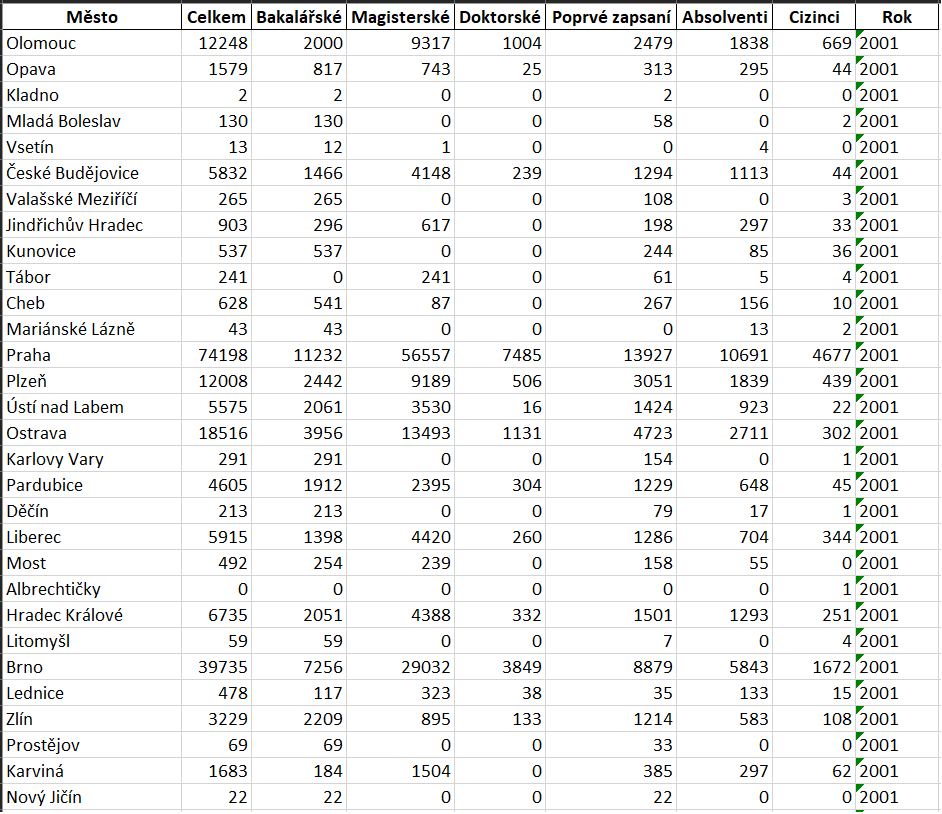 Město Celkem Bakalářské Magisterské Doktorské Poprvé zapsaní Absolventi Cizinci Rok
Olomouc 12248 2000 9317 1004 2479 1838 669 2001
Opava 1579 817 743 25 313 295 44 2001
Kladno 2 2 0 0 2 0 0 2001
Mladá Boleslav 130 130 0 0 58 0 2 2001
Vsetín 13 12 1 0 0 4 0 2001
České Budějovice 5832 1466 4148 239 1294 1113 44 2001
Valašské Meziříčí 265 265 0 0 108 0 3 2001
Jindřichův Hradec 903 296 617 0 198 297 33 2001
Kunovice 537 537 0 0 244 85 36 2001
Tábor 241 0 241 0 61 5 4 2001
Cheb 628 541 87 0 267 156 10 2001
Mariánské Lázně 43 43 0 0 0 13 2 2001
Praha 74198 11232 56557 7485 13927 10691 4677 2001
Plzeň 12008 2442 9189 506 3051 1839 439 2001
Ústí nad Labem 5575 2061 3530 16 1424 923 22 2001
Ostrava 18516 3956 13493 1131 4723 2711 302 2001
Karlovy Vary 291 291 0 0 154 0 1 2001
Pardubice 4605 1912 2395 304 1229 648 45 2001
Děčín 213 213 0 0 79 17 1 2001
Liberec 5915 1398 4420 260 1286 704 344 2001
Most 492 254 239 0 158 55 0 2001
Albrechtičky 0 0 0 0 0 0 1 2001
Hradec Králové 6735 2051 4388 332 1501 1293 251 2001
Litomyšl 59 59 0 0 7 0 4 2001
Brno 39735 7256 29032 3849 8879 5843 1672 2001
Lednice 478 117 323 38 35 133 15 2001
Zlín 3229 2209 895 133 1214 583 108 2001
Prostějov 69 69 0 0 33 0 0 2001
Karviná 1683 184 1504 0 385 297 62 2001
Nový Jičín 22 22 0 0 22 0 0 2001